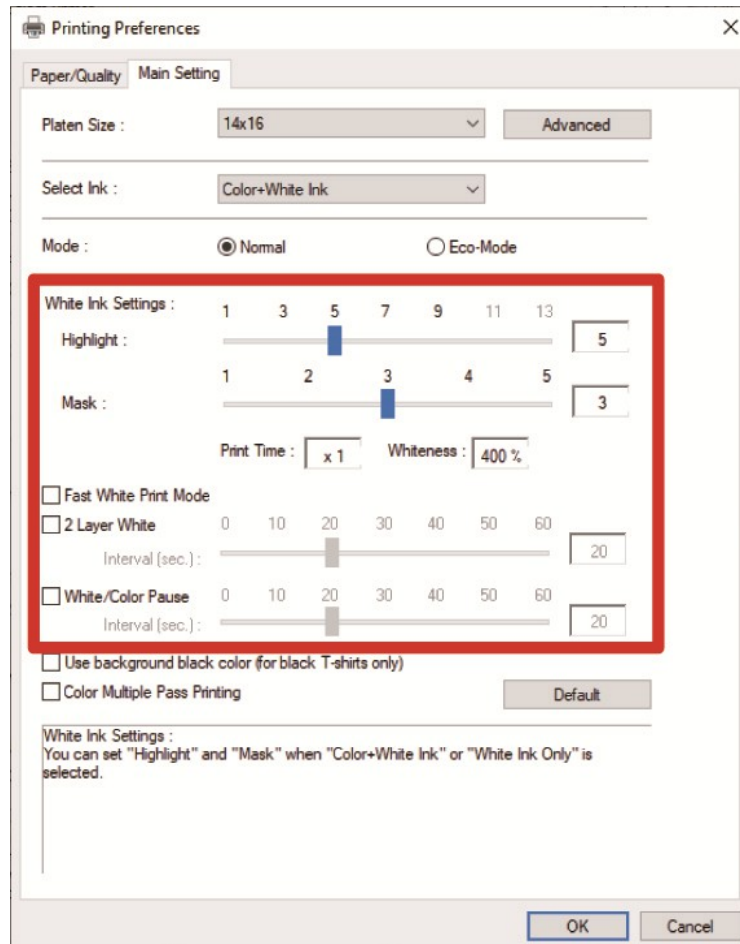 Printing Preferences
Paper/Quality Main Setting
Platen Size : 14x16 Advanced
Select Ink : Color+White Ink
Mode : Normal Eco-Mode
White Ink Settings : 1 3 5 7 9 11 13
Highlight : 5
1 2 3 4 5
Mask : 3
Print Time : x 1 Whiteness : 400 %
Fast White Print Mode
2 Layer White 0 10 20 30 40 50 60
Interval (sec.) : 20
White/Color Pause 0 10 20 30 40 50 60
Interval (sec.) : 20
Use background black color (for black T-shirts only)
Color Multiple Pass Printing Default
White Ink Settings :
You can set "Highlight" and "Mask" when "Color+White Ink" or "White Ink Only" is
selected.
OK Cancel